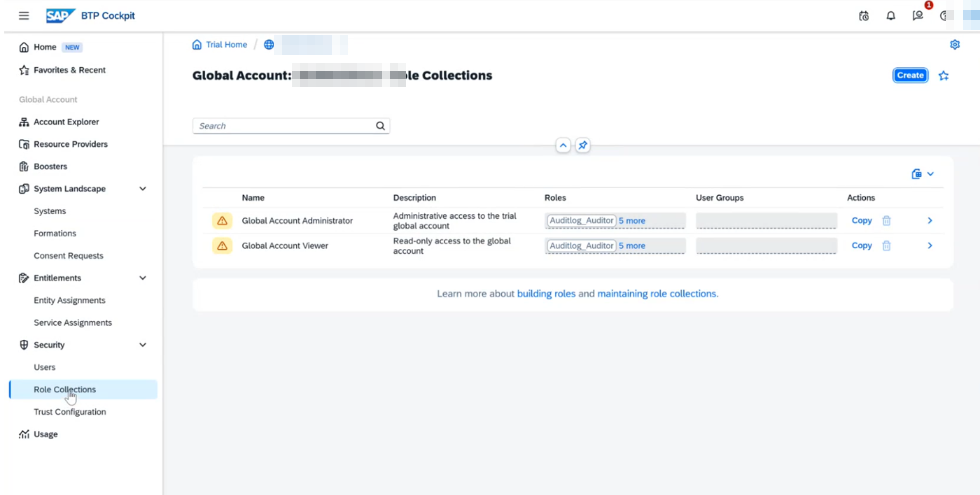 SAP BTP Cockpit
1
Home NEW
Favorites & Recent
Global Account
Account Explorer
Resource Providers
Boosters
System Landscape
Systems
Formations
Consent Requests
Entitlements
Entity Assignments
Service Assignments
Security
Users
Role Collections
Trust Configuration
Usage
Trial Home /
Global Account: le Collections
Create
Search
Name Description Roles User Groups Actions
Global Account Administrator Administrative access to the trial Auditlog_Auditor 5 more Copy
global account
Global Account Viewer Read-only access to the global Auditlog_Auditor 5 more Copy
account
Learn more about building roles and maintaining role collections.